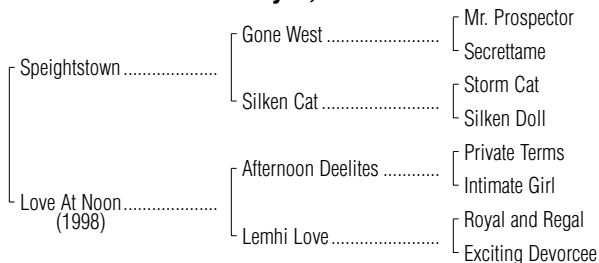 Mr. Prospector
Gone West ........................
Secrettame
Speightstown ....................
Storm Cat
Silken Cat .........................
Silken Doll
Private Terms
Afternoon Deelites ............
Intimate Girl
Love At Noon....................
(1998)
Royal and Regal
Lemhi Love.......................
Exciting Devorcee